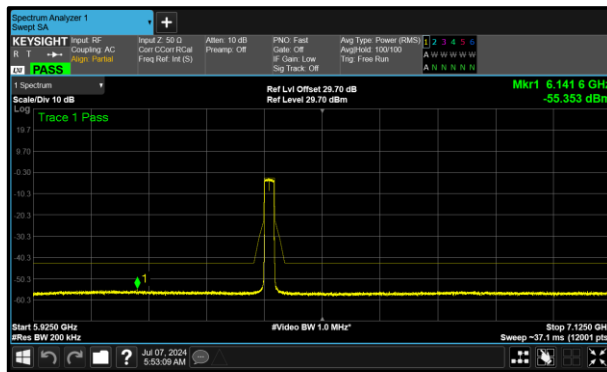 Spectrum Analyzer 1
Swept SA
KEYSIGHT Input: RF Input Z: 50 Ω Atten: 10 dB PNO: Fast Avg Type: Power (RMS) 1 2 3 4 5 6
R T Coupling: AC Corr CCorr RCal Preamp: Off Gate: Off Avg|Hold: 100/100 A W W W W W
Align: Partial Freq Ref: Int (S) IF Gain: Low Trig: Free Run
LXI PASS Sig Track: Off A N N N N N
1 Spectrum Ref Lvl Offset 29.70 dB Mkr1 6.141 6 GHz
Scale/Div 10 dB Ref Level 29.70 dBm -55.353 dBm
Log Trace 1 Pass
19.7
9.70
-0.30
-10.3
-20.3
-30.3
-40.3
-50.3 1
-60.3
Start 5.9250 GHz #Video BW 1.0 MHz* Stop 7.1250 GHz
#Res BW 200 kHz Sweep ~37.1 ms (12001 pts)
? Jul 07, 2024
5:53:09 AM